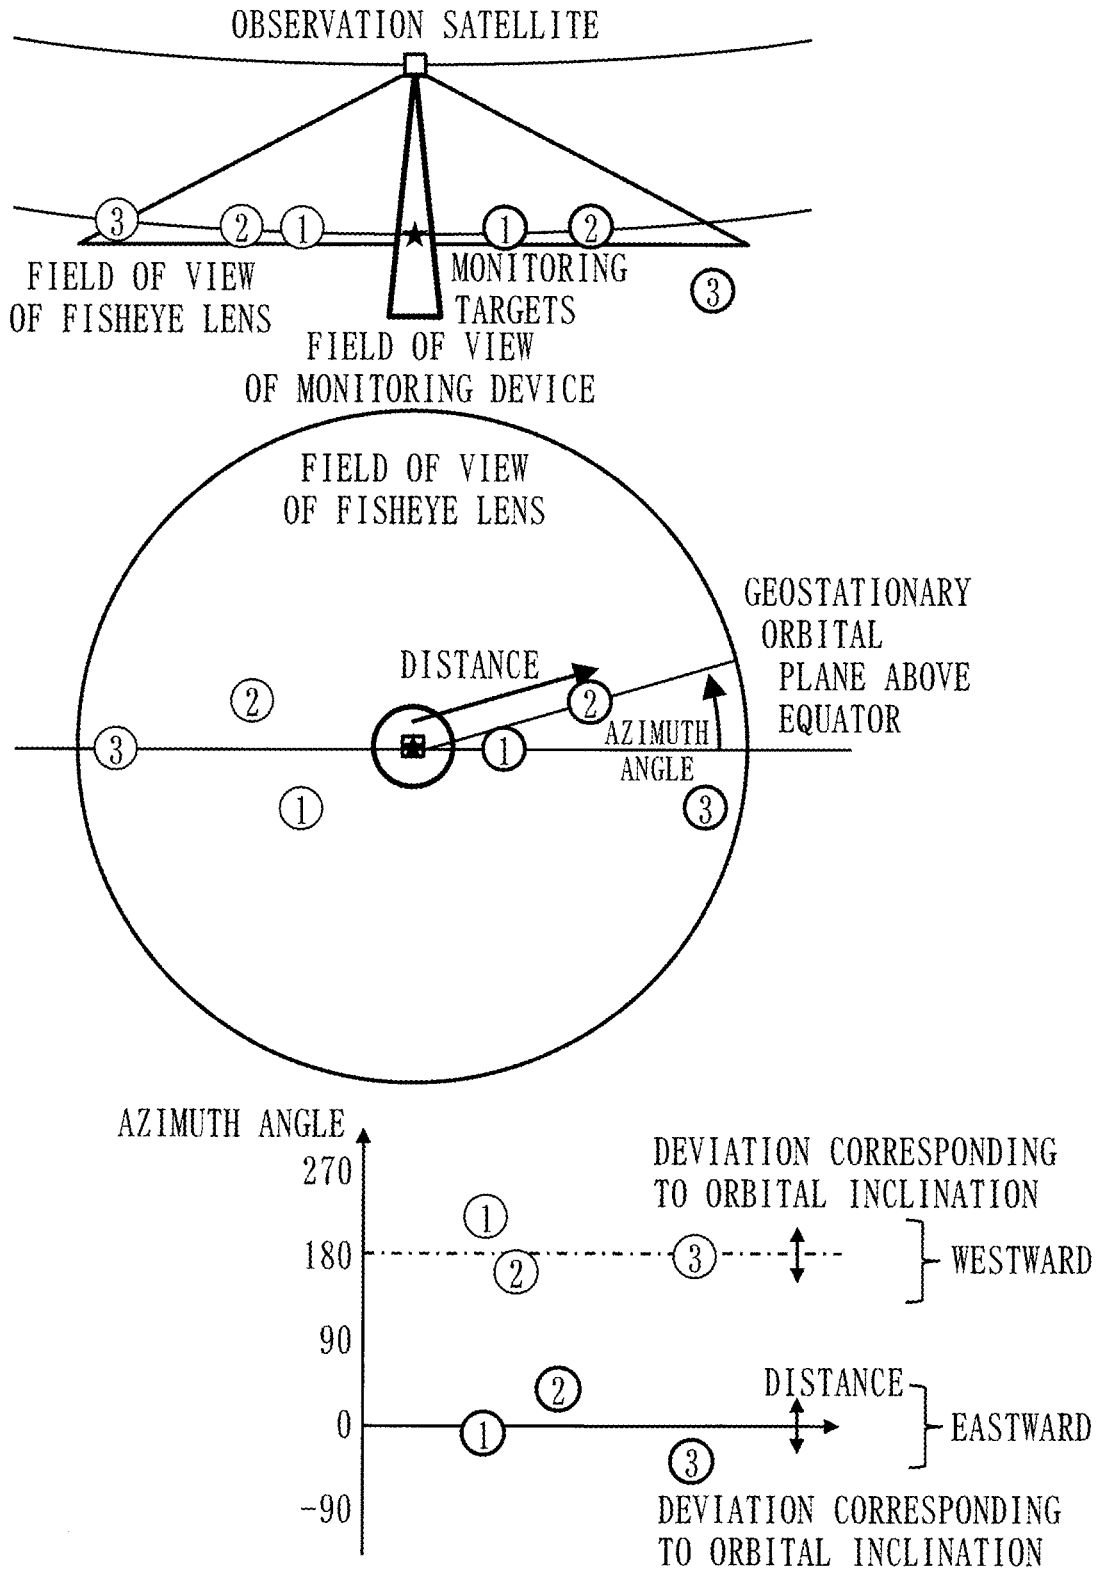 OBSERVATION SATELLITE
③ ② ① ① ②
③
FIELD OF VIEW
OF FISHEYE LENS
MONITORING
TARGETS
FIELD OF VIEW
OF MONITORING DEVICE
FIELD OF VIEW
OF FISHEYE LENS
GEOSTATIONARY
ORBITAL
PLANE ABOVE
EQUATOR
DISTANCE
② ②
AZIMUTH
ANGLE
③ ①
① ③
AZIMUTH ANGLE
270
180
90
0
-90
DEVIATION CORRESPONDING
TO ORBITAL INCLINATION
①
② ③
WESTWARD
②
DISTANCE
① ③
EASTWARD
DEVIATION CORRESPONDING
TO ORBITAL INCLINATION